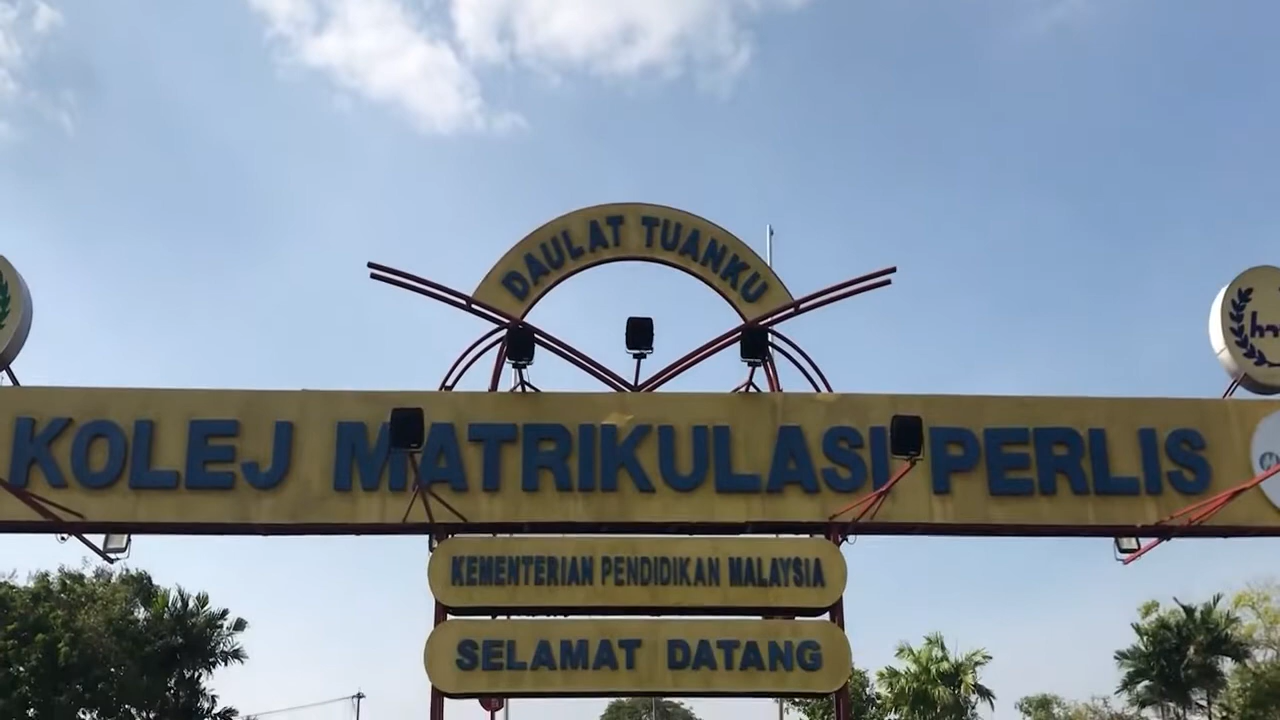 DAULAT TUANKU
KOLEJ MATRIKULASI PERLIS
KEMENTERIAN PENDIDIKAN MALAYSIA
SELAMAT DATANG